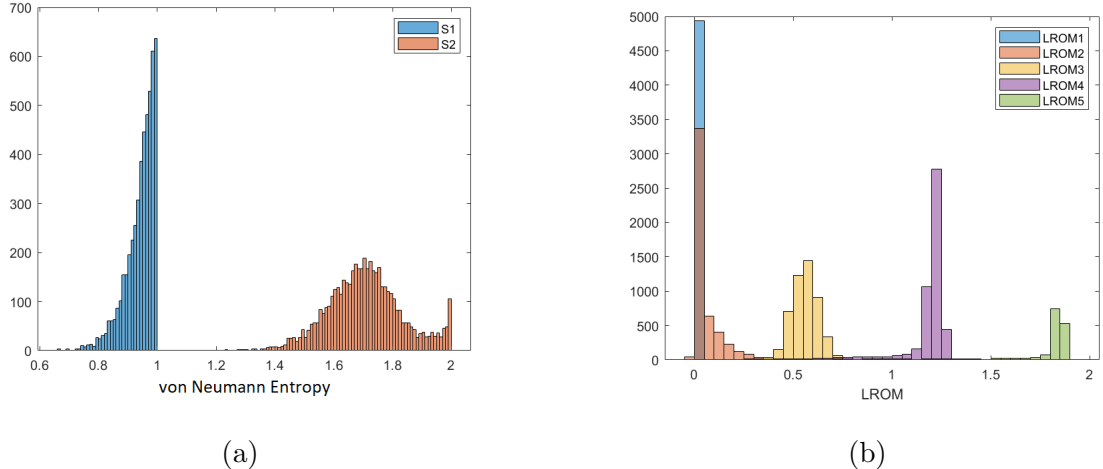 700
600
500
400
300
200
100
0
0.6 0.8 1 1.2 1.4 1.6 1.8 2
von Neumann Entropy
S1
S2
(a)
5000
4500
4000
3500
3000
2500
2000
1500
1000
500
0
0 0.5 1 1.5 2
LROM
LROM1
LROM2
LROM3
LROM4
LROM5
(b)